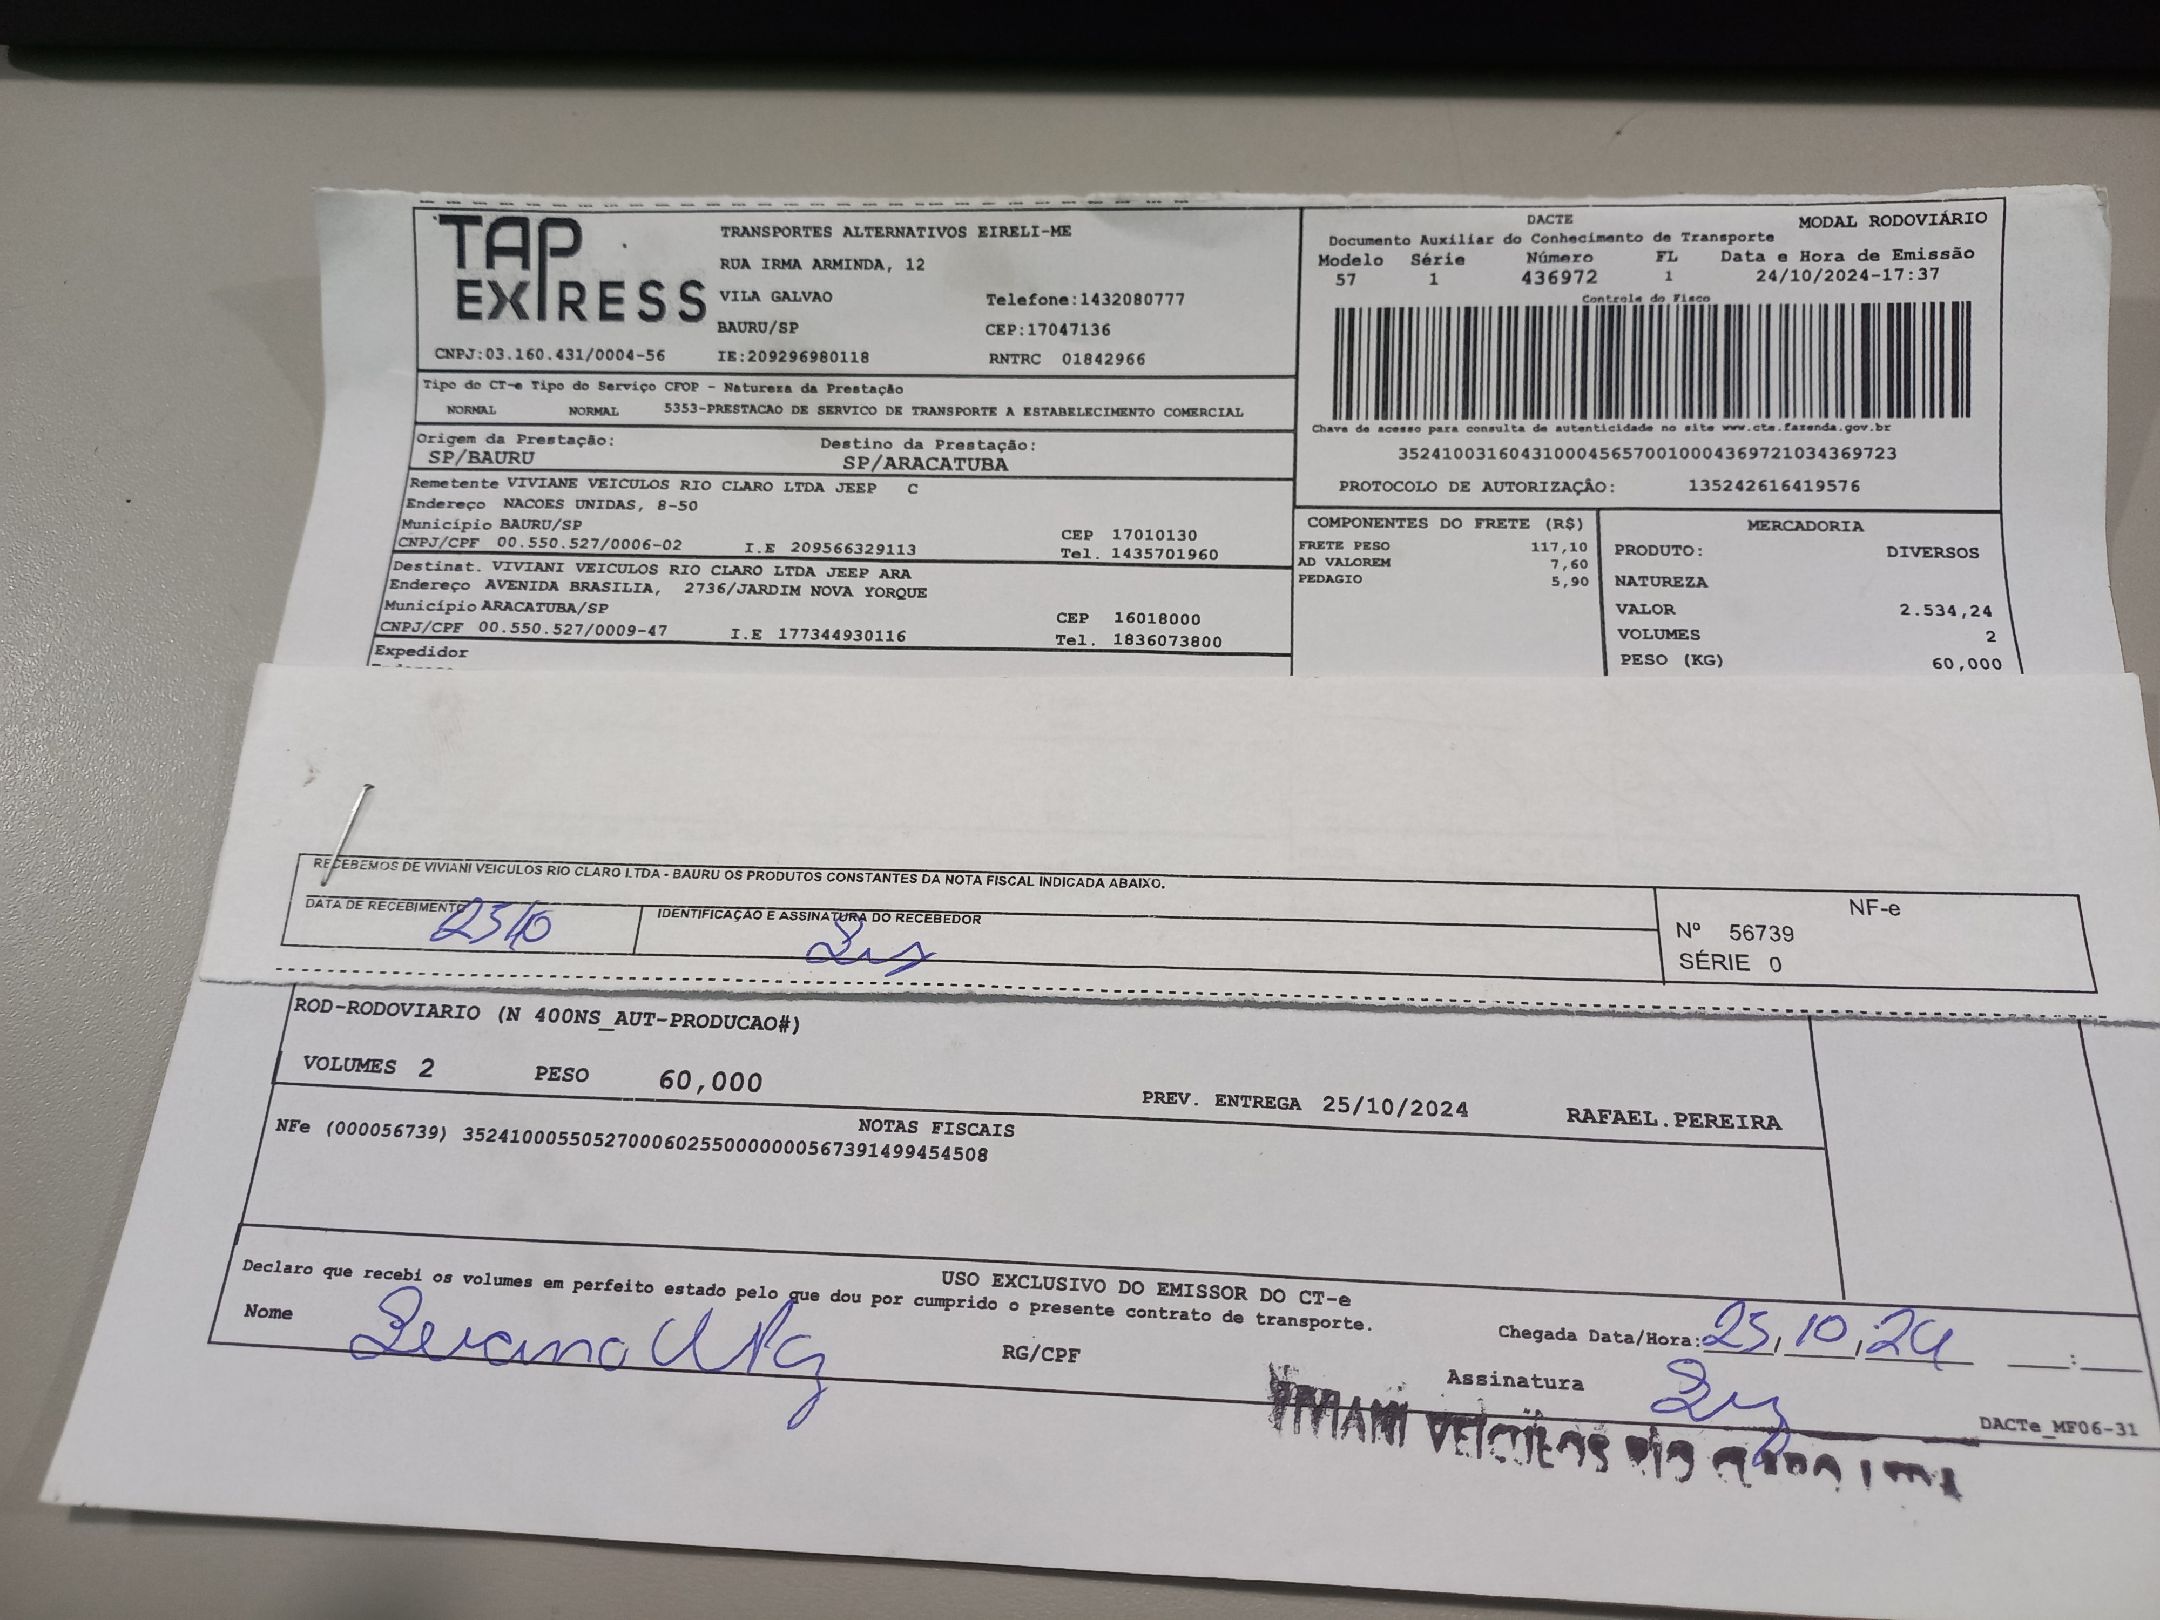 TAP EXPRESS
TRANSPORTES ALTERNATIVOS EIRELI-ME
RUA IRMA ARMINDA, 12
VILA GALVAO Telefone:1432080777
BAURU/SP CEP:17047136
CNPJ:03.160.431/0004-56 IE:209296980118 RNTRC 01842966
DACTE MODAL RODOVIÁRIO
Documento Auxiliar do Conhecimento de Transporte
Modelo Série Número FL Data e Hora de Emissão
57 1 436972 1 24/10/2024-17:37
Controle do Fisco
Chave de acesso para consulta de autenticidade no site www.cte.fazenda.gov.br
35241003160431000456570010004369721034369723
PROTOCOLO DE AUTORIZAÇÃO: 135242616419576
Tipo do CT-e Tipo do Serviço CFOP - Natureza da Prestação
NORMAL NORMAL 5353-PRESTACAO DE SERVICO DE TRANSPORTE A ESTABELECIMENTO COMERCIAL
Origem da Prestação: Destino da Prestação:
SP/BAURU SP/ARACATUBA
Remetente VIVIANE VEICULOS RIO CLARO LTDA JEEP C
Endereço NACOES UNIDAS, 8-50
Município BAURU/SP CEP 17010130
CNPJ/CPF 00.550.527/0006-02 I.E 209566329113 Tel. 1435701960
Destinat. VIVIANI VEICULOS RIO CLARO LTDA JEEP ARA
Endereço AVENIDA BRASILIA, 2736/JARDIM NOVA YORQUE
Município ARACATUBA/SP CEP 16018000
CNPJ/CPF 00.550.527/0009-47 I.E 177344930116 Tel. 1836073800
Expedidor
COMPONENTES DO FRETE (R$)
FRETE PESO 117,10
AD VALOREM 7,60
PEDAGIO 5,90
MERCADORIA
PRODUTO: DIVERSOS
NATUREZA
VALOR 2.534,24
VOLUMES 2
PESO (KG) 60,000
RECEBEMOS DE VIVIANI VEICULOS RIO CLARO LTDA - BAURU OS PRODUTOS CONSTANTES DA NOTA FISCAL INDICADA ABAIXO.
DATA DE RECEBIMENTO IDENTIFICAÇÃO E ASSINATURA DO RECEBEDOR
25/10
NF-e
Nº 56739
SÉRIE 0
ROD-RODOVIARIO (N 400NS_AUT-PRODUCAO#)
VOLUMES 2 PESO 60,000 PREV. ENTREGA 25/10/2024 RAFAEL.PEREIRA
NOTAS FISCAIS
NFe (000056739) 35241000550527000602550000000567391499454508
USO EXCLUSIVO DO EMISSOR DO CT-e
Declaro que recebi os volumes em perfeito estado pelo que dou por cumprido o presente contrato de transporte.
Nome RG/CPF Chegada Data/Hora: 25, 10, 24 __:__
Assinatura
VIVIANI VEICULOS RIO CLARO LTDA
DACTe_MF06-31